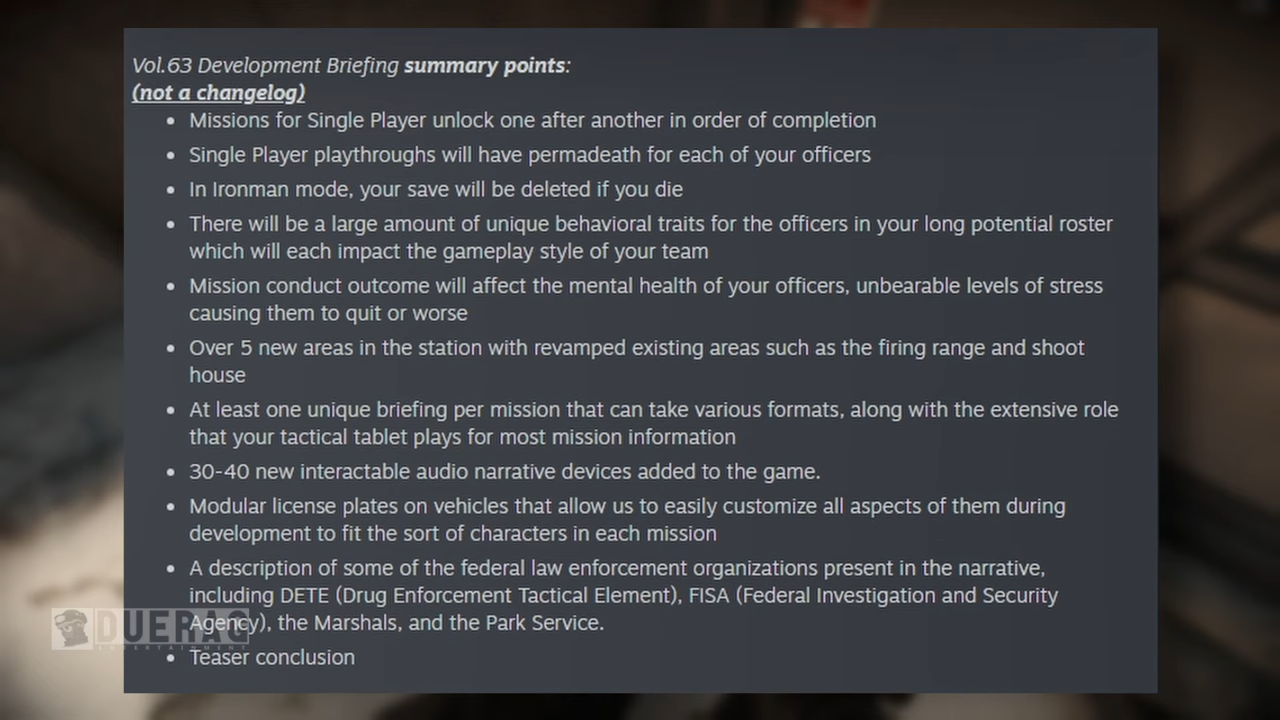 Vol.63 Development Briefing summary points:
(not a changelog)
• Missions for Single Player unlock one after another in order of completion
• Single Player playthroughs will have permadeath for each of your officers
• In Ironman mode, your save will be deleted if you die
• There will be a large amount of unique behavioral traits for the officers in your long potential roster
which will each impact the gameplay style of your team
• Mission conduct outcome will affect the mental health of your officers, unbearable levels of stress
causing them to quit or worse
• Over 5 new areas in the station with revamped existing areas such as the firing range and shoot
house
• At least one unique briefing per mission that can take various formats, along with the extensive role
that your tactical tablet plays for most mission information
• 30-40 new interactable audio narrative devices added to the game.
• Modular license plates on vehicles that allow us to easily customize all aspects of them during
development to fit the sort of characters in each mission
• A description of some of the federal law enforcement organizations present in the narrative,
including DETE (Drug Enforcement Tactical Element), FISA (Federal Investigation and Security
Agency), the Marshals, and the Park Service.
• Teaser conclusion
DUERAG
ENTERTAINMENT